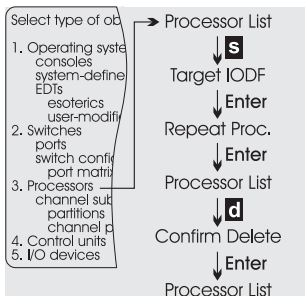 Select type of ob
1. Operating syste
consoles
system-define
EDTs
esoterics
user-modifi
2. Switches
ports
switch config
port matrix
3. Processors
channel sub
partitions
channel p
4. Control units
5. I/O devices
Processor List
s
Target IODF
Enter
Repeat Proc.
Enter
Processor List
d
Confirm Delete
Enter
Processor List